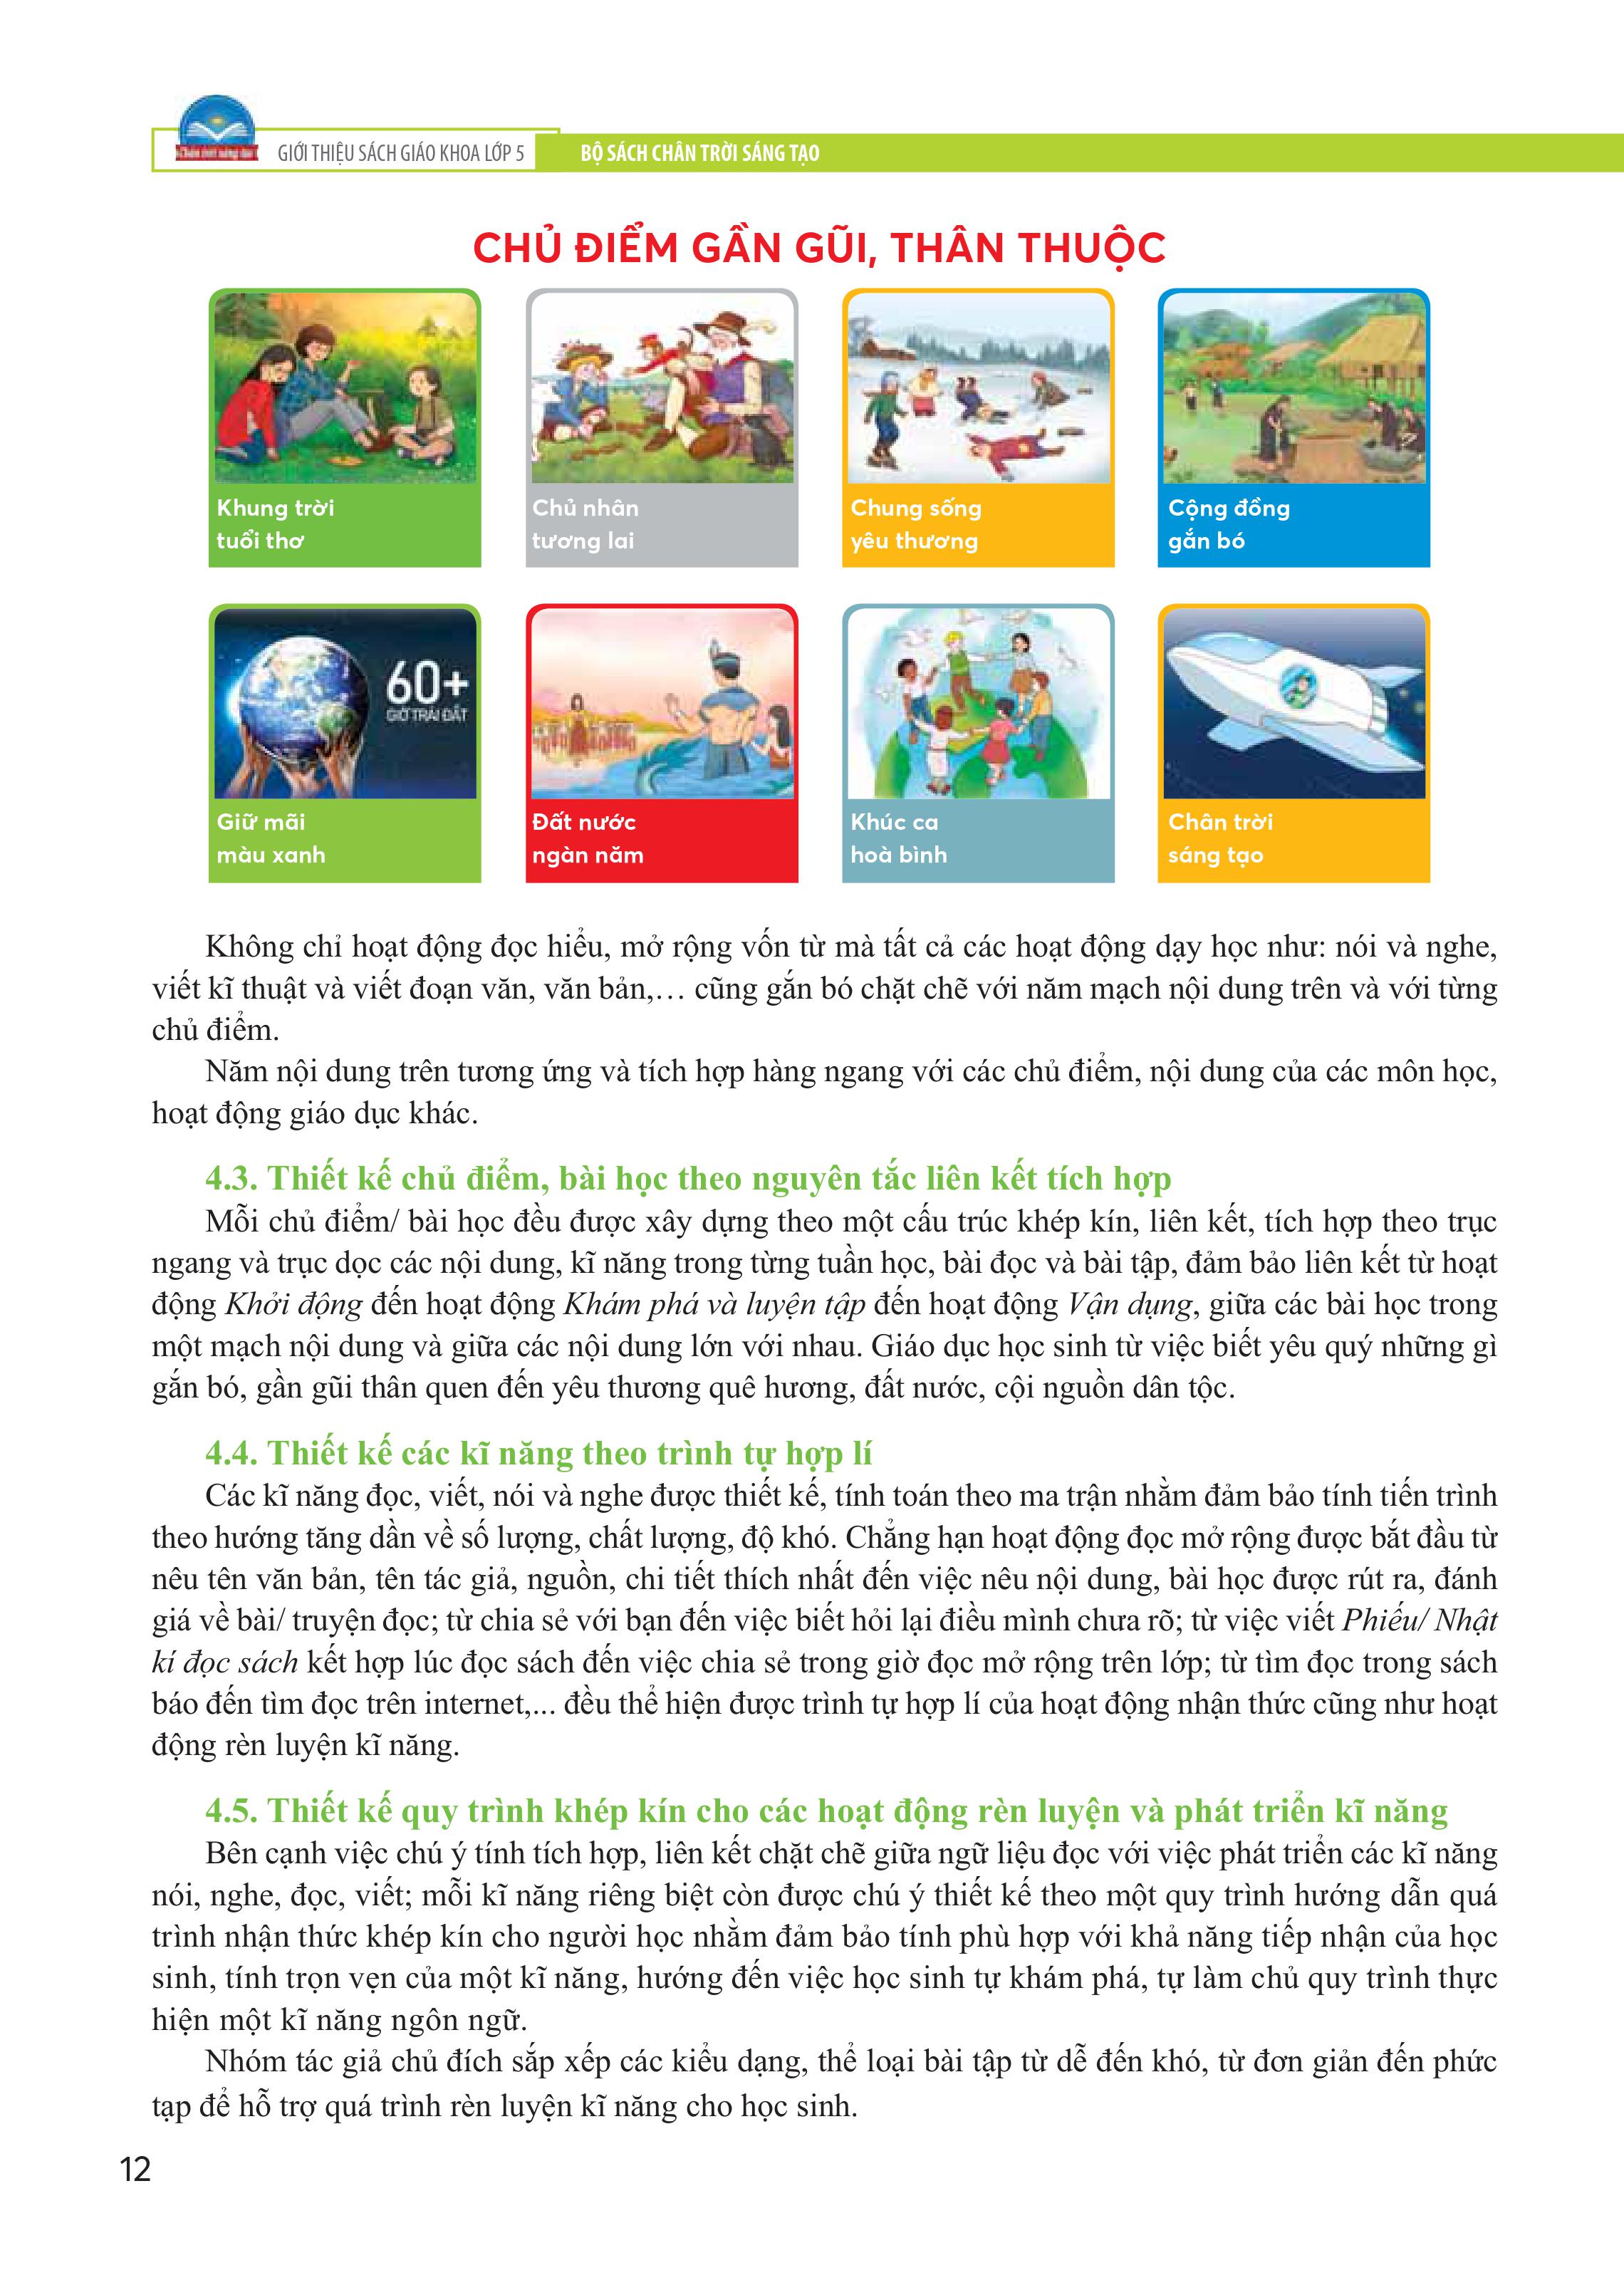 GIỚI THIỆU SÁCH GIÁO KHOA LỚP 5
BỘ SÁCH CHÂN TRỜI SÁNG TẠO
CHỦ ĐIỂM GẦN GŨI, THÂN THUỘC
Khung trời
tuổi thơ
Chủ nhân
tương lai
Chung sống
yêu thương
Cộng đồng
gắn bó
60+
GIỜ TRÁI ĐẤT
Giữ mãi
màu xanh
Đất nước
ngàn năm
Khúc ca
hoà bình
Chân trời
sáng tạo
Không chỉ hoạt động đọc hiểu, mở rộng vốn từ mà tất cả các hoạt động dạy học như: nói và nghe,
viết kĩ thuật và viết đoạn văn, văn bản,… cũng gắn bó chặt chẽ với năm mạch nội dung trên và với từng
chủ điểm.
Năm nội dung trên tương ứng và tích hợp hàng ngang với các chủ điểm, nội dung của các môn học,
hoạt động giáo dục khác.
4.3. Thiết kế chủ điểm, bài học theo nguyên tắc liên kết tích hợp
Mỗi chủ điểm/ bài học đều được xây dựng theo một cấu trúc khép kín, liên kết, tích hợp theo trục
ngang và trục dọc các nội dung, kĩ năng trong từng tuần học, bài đọc và bài tập, đảm bảo liên kết từ hoạt
động Khởi động đến hoạt động Khám phá và luyện tập đến hoạt động Vận dụng, giữa các bài học trong
một mạch nội dung và giữa các nội dung lớn với nhau. Giáo dục học sinh từ việc biết yêu quý những gì
gắn bó, gần gũi thân quen đến yêu thương quê hương, đất nước, cội nguồn dân tộc.
4.4. Thiết kế các kĩ năng theo trình tự hợp lí
Các kĩ năng đọc, viết, nói và nghe được thiết kế, tính toán theo ma trận nhằm đảm bảo tính tiến trình
theo hướng tăng dần về số lượng, chất lượng, độ khó. Chẳng hạn hoạt động đọc mở rộng được bắt đầu từ
nêu tên văn bản, tên tác giả, nguồn, chi tiết thích nhất đến việc nêu nội dung, bài học được rút ra, đánh
giá về bài/ truyện đọc; từ chia sẻ với bạn đến việc biết hỏi lại điều mình chưa rõ; từ việc viết Phiếu/ Nhật
kí đọc sách kết hợp lúc đọc sách đến việc chia sẻ trong giờ đọc mở rộng trên lớp; từ tìm đọc trong sách
báo đến tìm đọc trên internet,... đều thể hiện được trình tự hợp lí của hoạt động nhận thức cũng như hoạt
động rèn luyện kĩ năng.
4.5. Thiết kế quy trình khép kín cho các hoạt động rèn luyện và phát triển kĩ năng
Bên cạnh việc chú ý tính tích hợp, liên kết chặt chẽ giữa ngữ liệu đọc với việc phát triển các kĩ năng
nói, nghe, đọc, viết; mỗi kĩ năng riêng biệt còn được chú ý thiết kế theo một quy trình hướng dẫn quá
trình nhận thức khép kín cho người học nhằm đảm bảo tính phù hợp với khả năng tiếp nhận của học
sinh, tính trọn vẹn của một kĩ năng, hướng đến việc học sinh tự khám phá, tự làm chủ quy trình thực
hiện một kĩ năng ngôn ngữ.
Nhóm tác giả chủ đích sắp xếp các kiểu dạng, thể loại bài tập từ dễ đến khó, từ đơn giản đến phức
tạp để hỗ trợ quá trình rèn luyện kĩ năng cho học sinh.
12